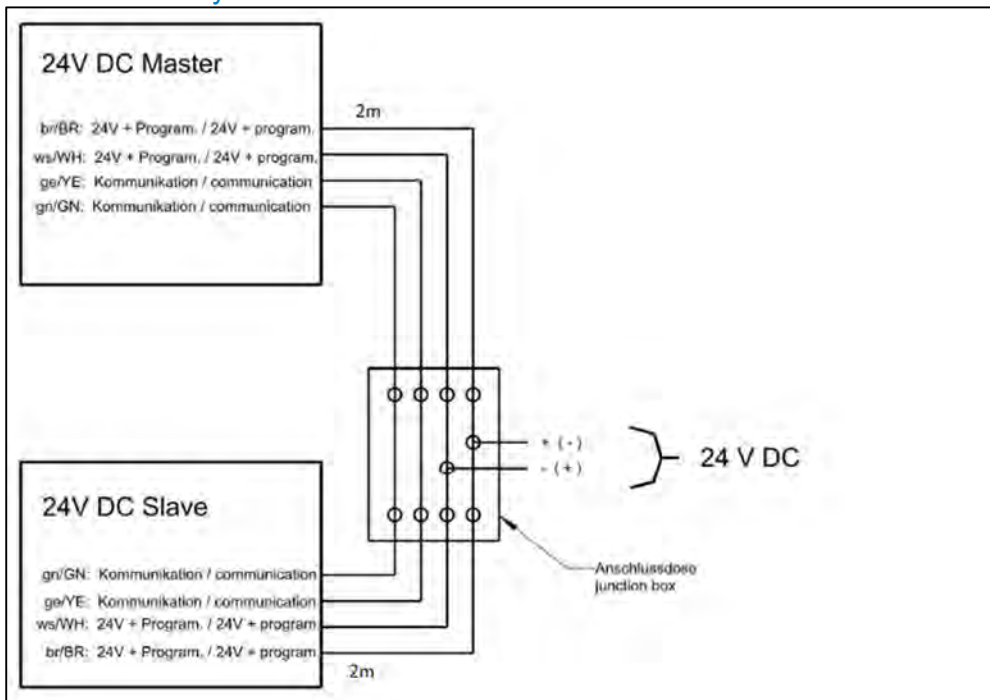 24V DC Master
br/BR: 24V + Program. / 24V + program.
ws/WH: 24V + Program. / 24V + program.
ge/YE: Kommunikation / communication
gn/GN: Kommunikation / communication
2m
+ (-)
- (+)
24 V DC
Anschlussdose
junction box
24V DC Slave
gn/GN: Kommunikation / communication
ge/YE: Kommunikation / communication
ws/WH: 24V + Program. / 24V + program
br/BR: 24V + Program. / 24V + program
2m